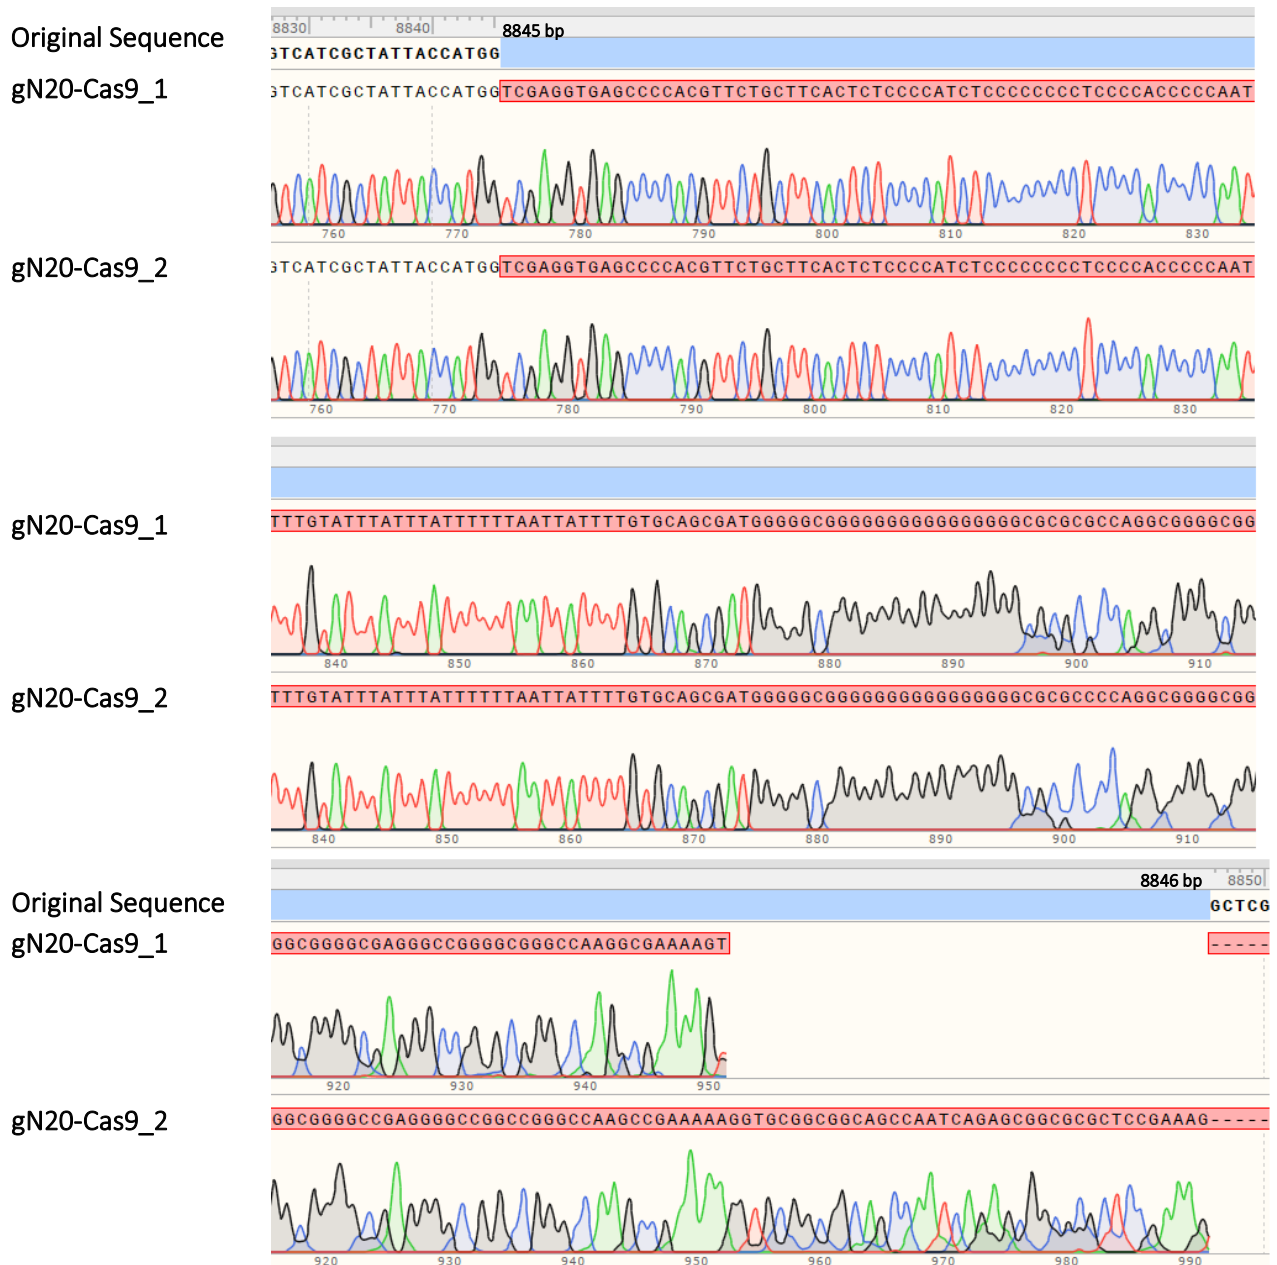 8830 8840 8845 bp
Original Sequence GTCATCGCTATTACCATGG
gN20-Cas9_1 GTCATCGCTATTACCATGGTCGAGGTGAGCCCCACGTTCTGCTTCACTCTCCCCATCTCCCCCCCCTCCCCACCCCCAAT
760 770 780 790 800 810 820 830
gN20-Cas9_2 GTCATCGCTATTACCATGGTCGAGGTGAGCCCCACGTTCTGCTTCACTCTCCCCATCTCCCCCCCCTCCCCACCCCCAAT
760 770 780 790 800 810 820 830
gN20-Cas9_1 TTTGTATTTATTTATTTTTTAATTATTTTGTGCAGCGATGGGGGCGGGGGGGGGGGGGGGGCGCGCGCCAGGCGGGGCGG
840 850 860 870 880 890 900 910
gN20-Cas9_2 TTTGTATTTATTTATTTTTTAATTATTTTGTGCAGCGATGGGGGCGGGGGGGGGGGGGGGGCGCGCCCCAGGCGGGGCGG
840 850 860 870 880 890 900 910
8846 bp 8850
Original Sequence GCTCG
gN20-Cas9_1 GGCGGGGCGAGGGCCGGGGCGGGCCAAGGCGAAAAGT -----
920 930 940 950
gN20-Cas9_2 GGCGGGGCCGAGGGGCCGGCCGGGCCAAGCCGAAAAAGGTGCGGCGGCAGCCAATCAGAGCGGCGCGCTCCGAAAG-----
920 930 940 950 960 970 980 990